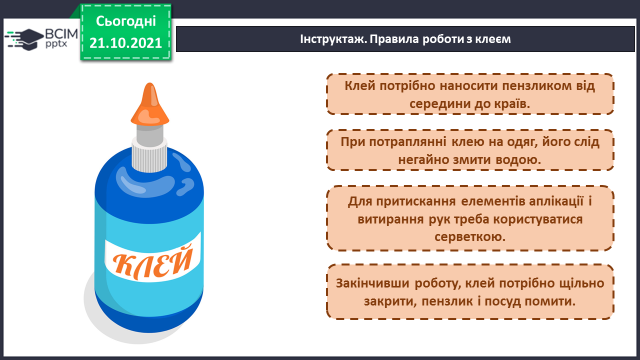 Сьогодні
21.10.2021
BCIM
pptx
Інструктаж. Правила роботи з клеєм
Клей потрібно наносити пензликом від
середини до країв.
При потраплянні клею на одяг, його слід
негайно змити водою.
Для притискання елементів аплікації і
витирання рук треба користуватися
серветкою.
Закінчивши роботу, клей потрібно щільно
закрити, пензлик і посуд помити.
КЛЕЙ